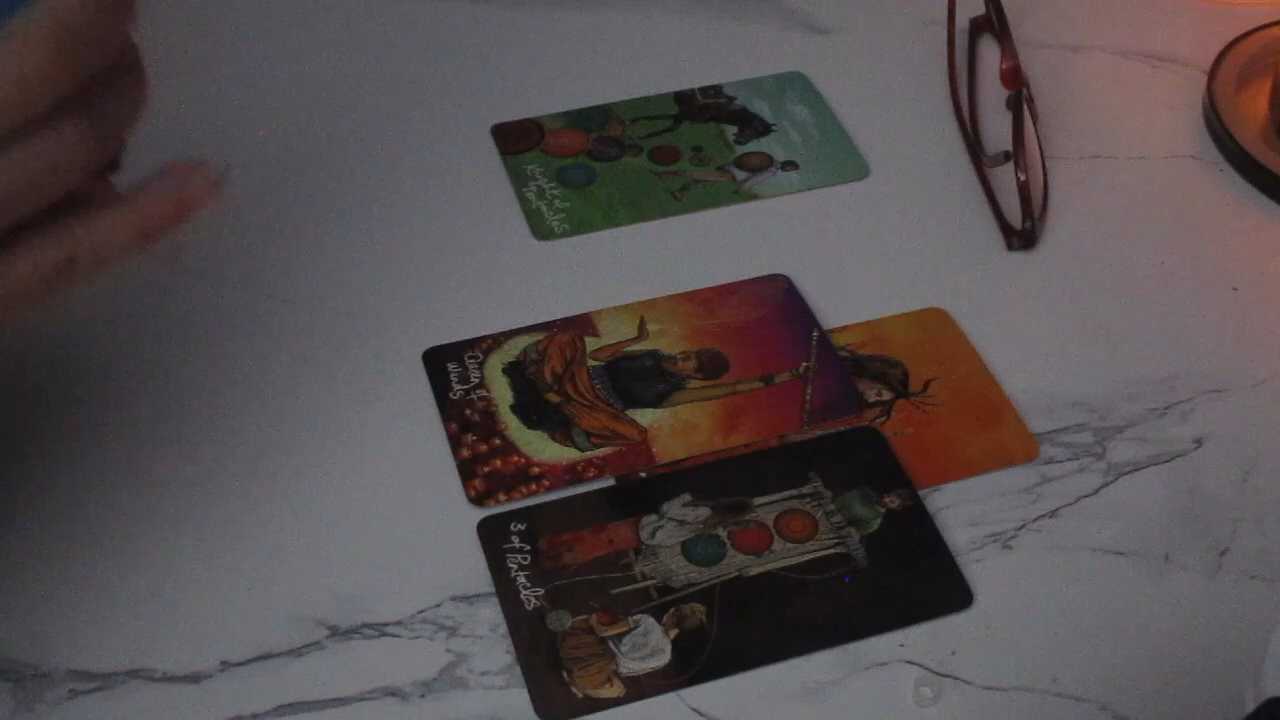 Knight of
Pentacles
Queen of
Wands
3 of Pentacles